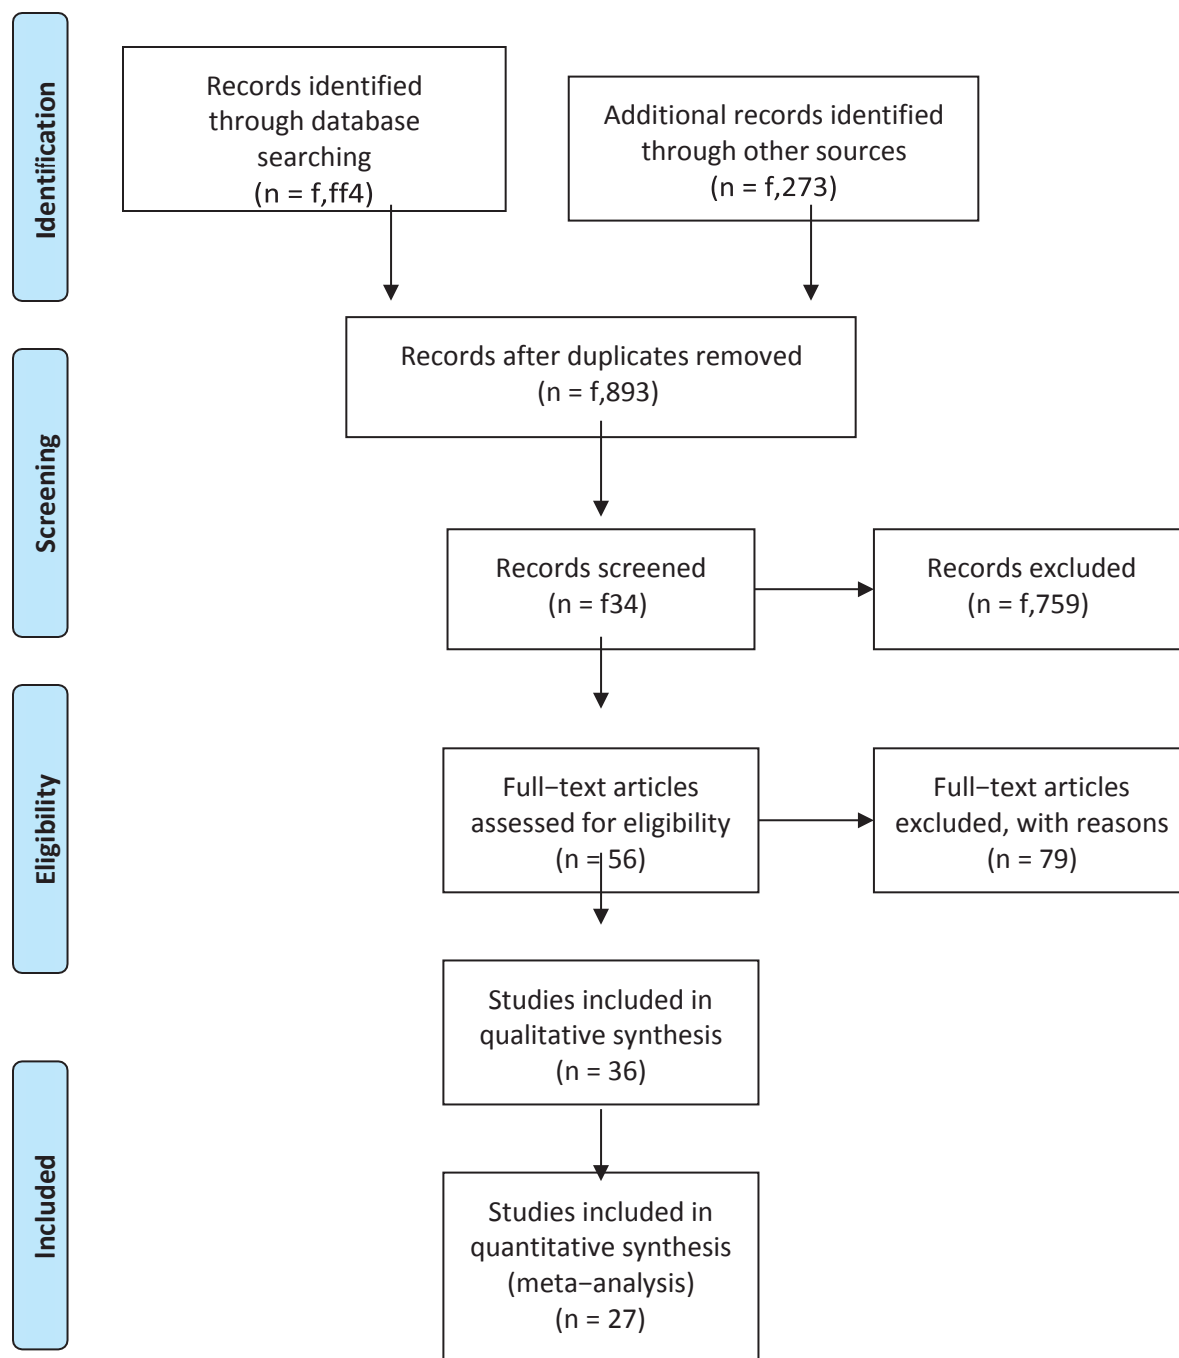 Identification
Records identified
through database
searching
(n = f,ff4)
Additional records identified
through other sources
(n = f,273)
Records after duplicates removed
(n = f,893)
Screening
Records screened
(n = f34)
Records excluded
(n = f,759)
Eligibility
Full−text articles
assessed for eligibility
(n = 56)
Full−text articles
excluded, with reasons
(n = 79)
Studies included in
qualitative synthesis
(n = 36)
Included
Studies included in
quantitative synthesis
(meta−analysis)
(n = 27)